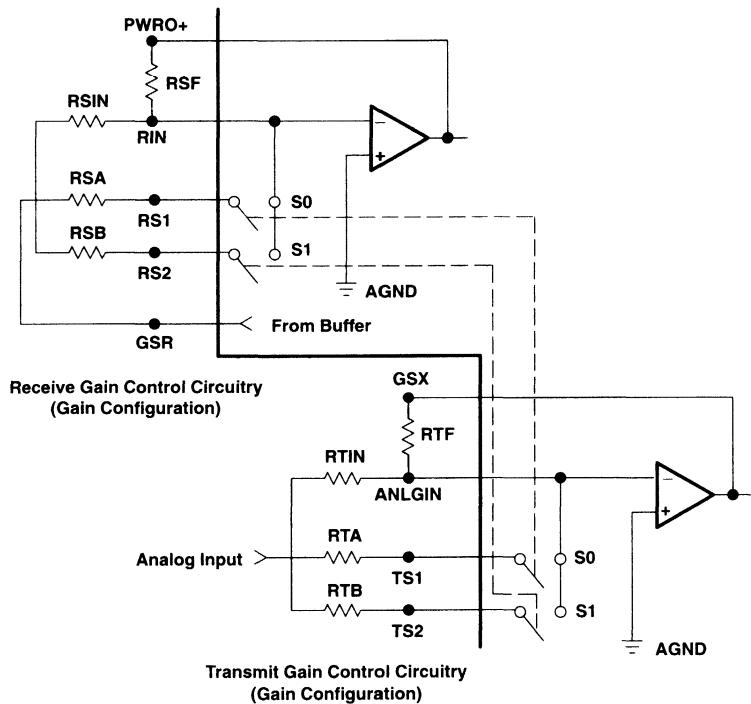 PWRO+
RSF
RSIN
RIN
−
+
RSA
RS1
S0
RSB
RS2
S1
AGND
From Buffer
GSR
Receive Gain Control Circuitry
(Gain Configuration)
GSX
RTF
RTIN
ANLGIN
−
+
Analog Input
RTA
TS1
S0
RTB
TS2
S1
AGND
Transmit Gain Control Circuitry
(Gain Configuration)